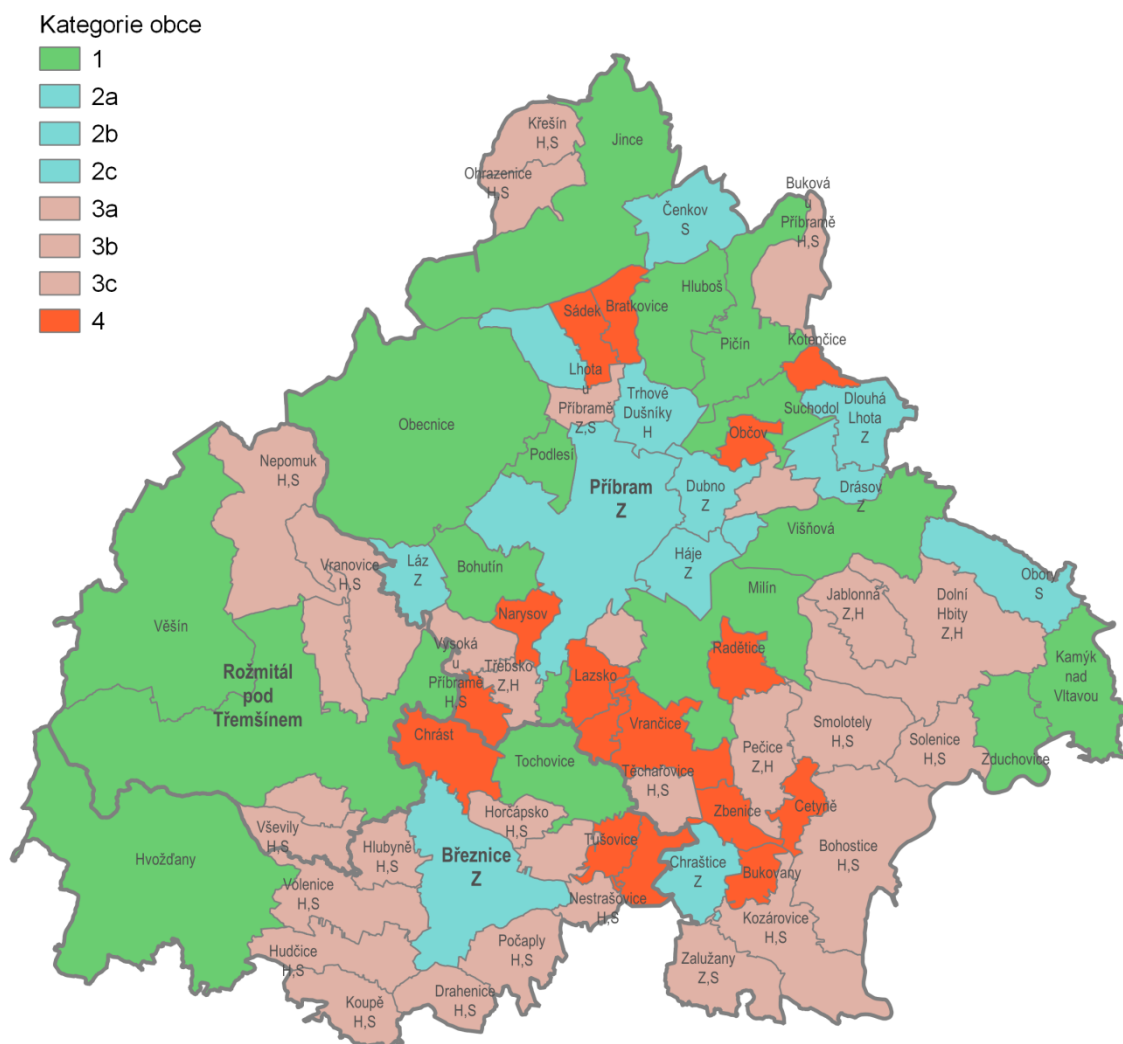 Kategorie obce
1
2a
2b
2c
3a
3b
3c
4
Křešín
H,S
Jince
Ohrazenice
H,S
Čenkov
S
Buková
u
Příbramě
H,S
Hluboš
Sádek
Bratkovice
Pičín
Kotenčice
Lhota
u
Příbramě
Z,S
Trhové
Dušníky
H
Suchodol
Dlouhá
Lhota
Z
Obecnice
Občov
Podlesí
Nepomuk
H,S
Příbram
Z
Dubno
Z
Drásov
Z
Višňová
Vranovice
H,S
Láz
Z
Bohutín
Háje
Z
Obory
S
Milín
Jablonná
Z,H
Dolní
Hbity
Z,H
Věšín
Narysov
Rožmitál
pod
Třemšínem
Vysoká
u
Příbramě
H,S
Třebsko
Z,H
Lazsko
Radětice
Kamýk
nad
Vltavou
Chrást
Vrančice
Smolotely
H,S
Solenice
H,S
Pečice
Z,H
Zduchovice
Tochovice
Těchařovice
H,S
Horčápsko
H,S
Zbenice
Cetyně
Vševily
H,S
Hvožďany
Hlubyně
H,S
Březnice
Z
Tušovice
Chraštice
Z
Bukovany
Bohostice
H,S
Volenice
H,S
Nestrašovice
H,S
Kozárovice
H,S
Hudčice
H,S
Počaply
H,S
Zalužany
Z,S
Koupě
H,S
Drahenice
H,S